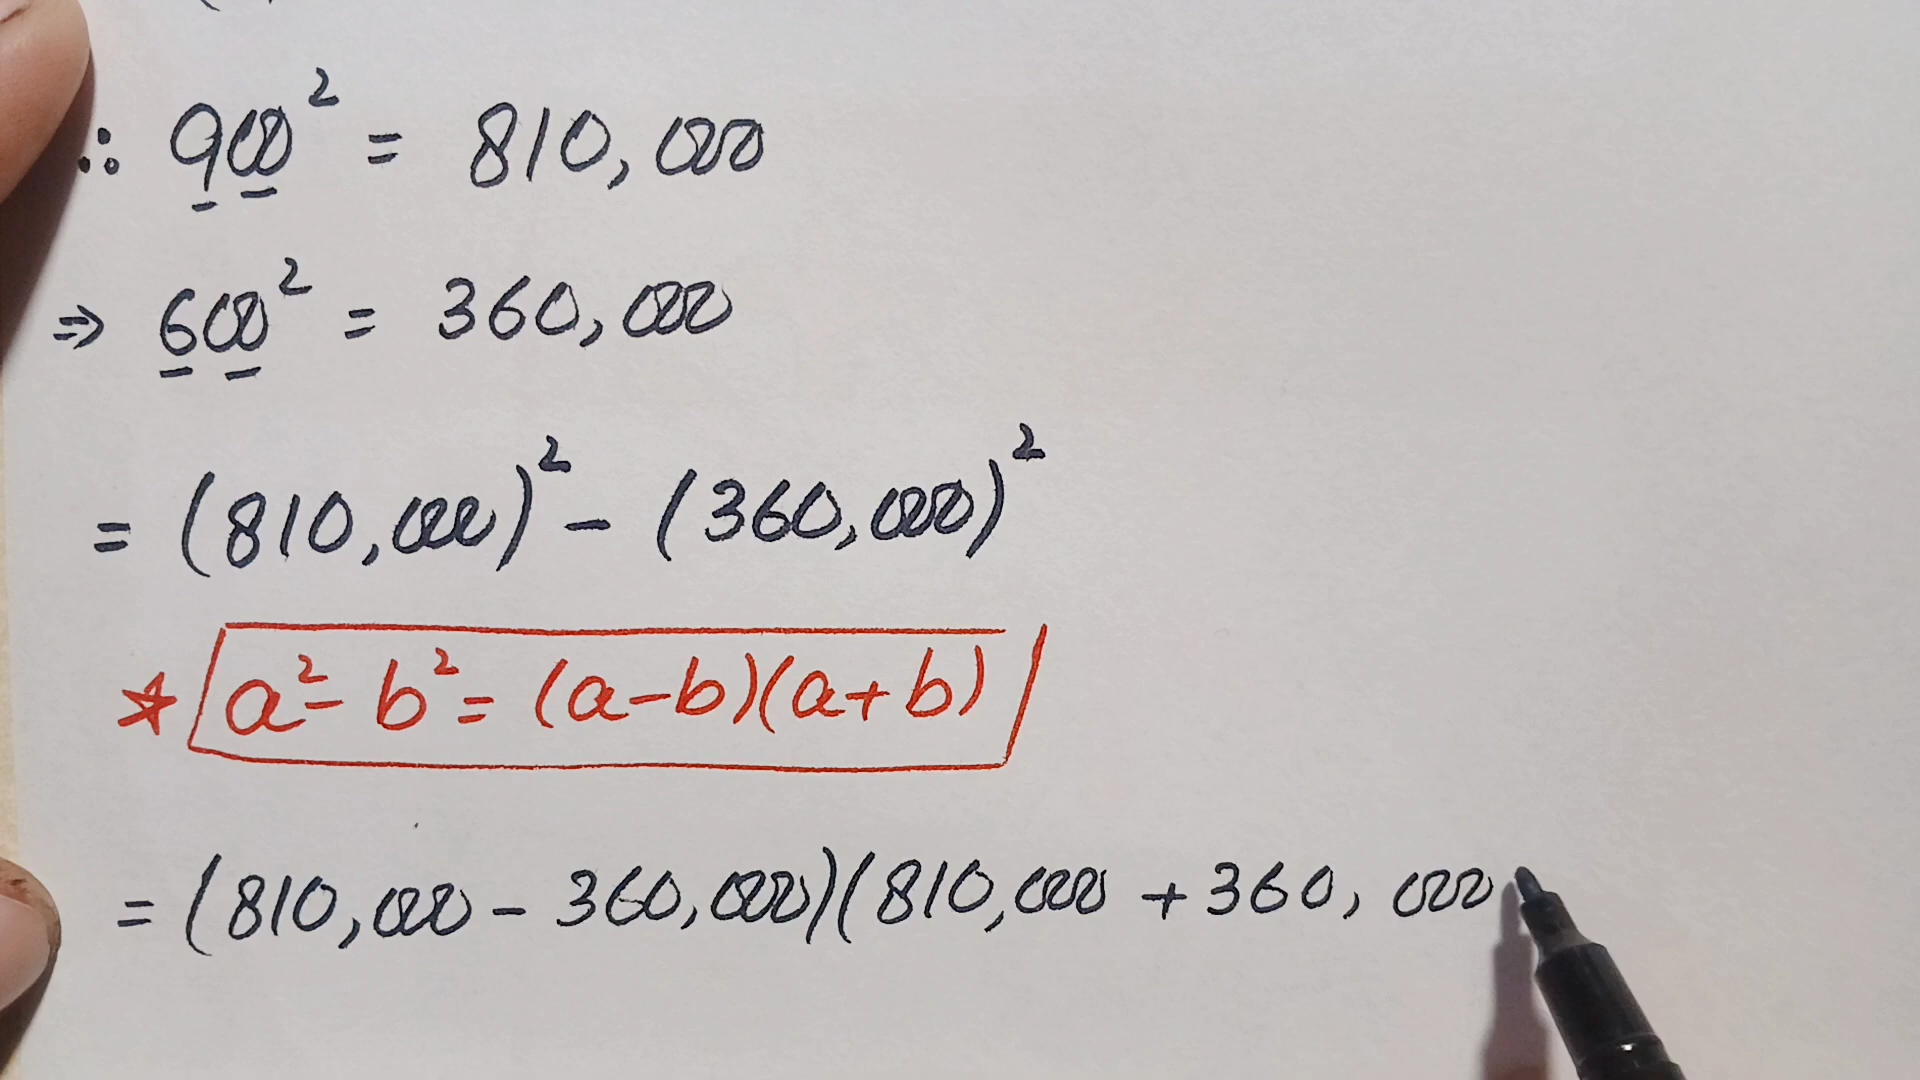 ∴ 900² = 810,000
⇒ 600² = 360,000
= (810,000)² - (360,000)²
* a² - b² = (a-b)(a+b)
= (810,000 - 360,000)(810,000 + 360,000